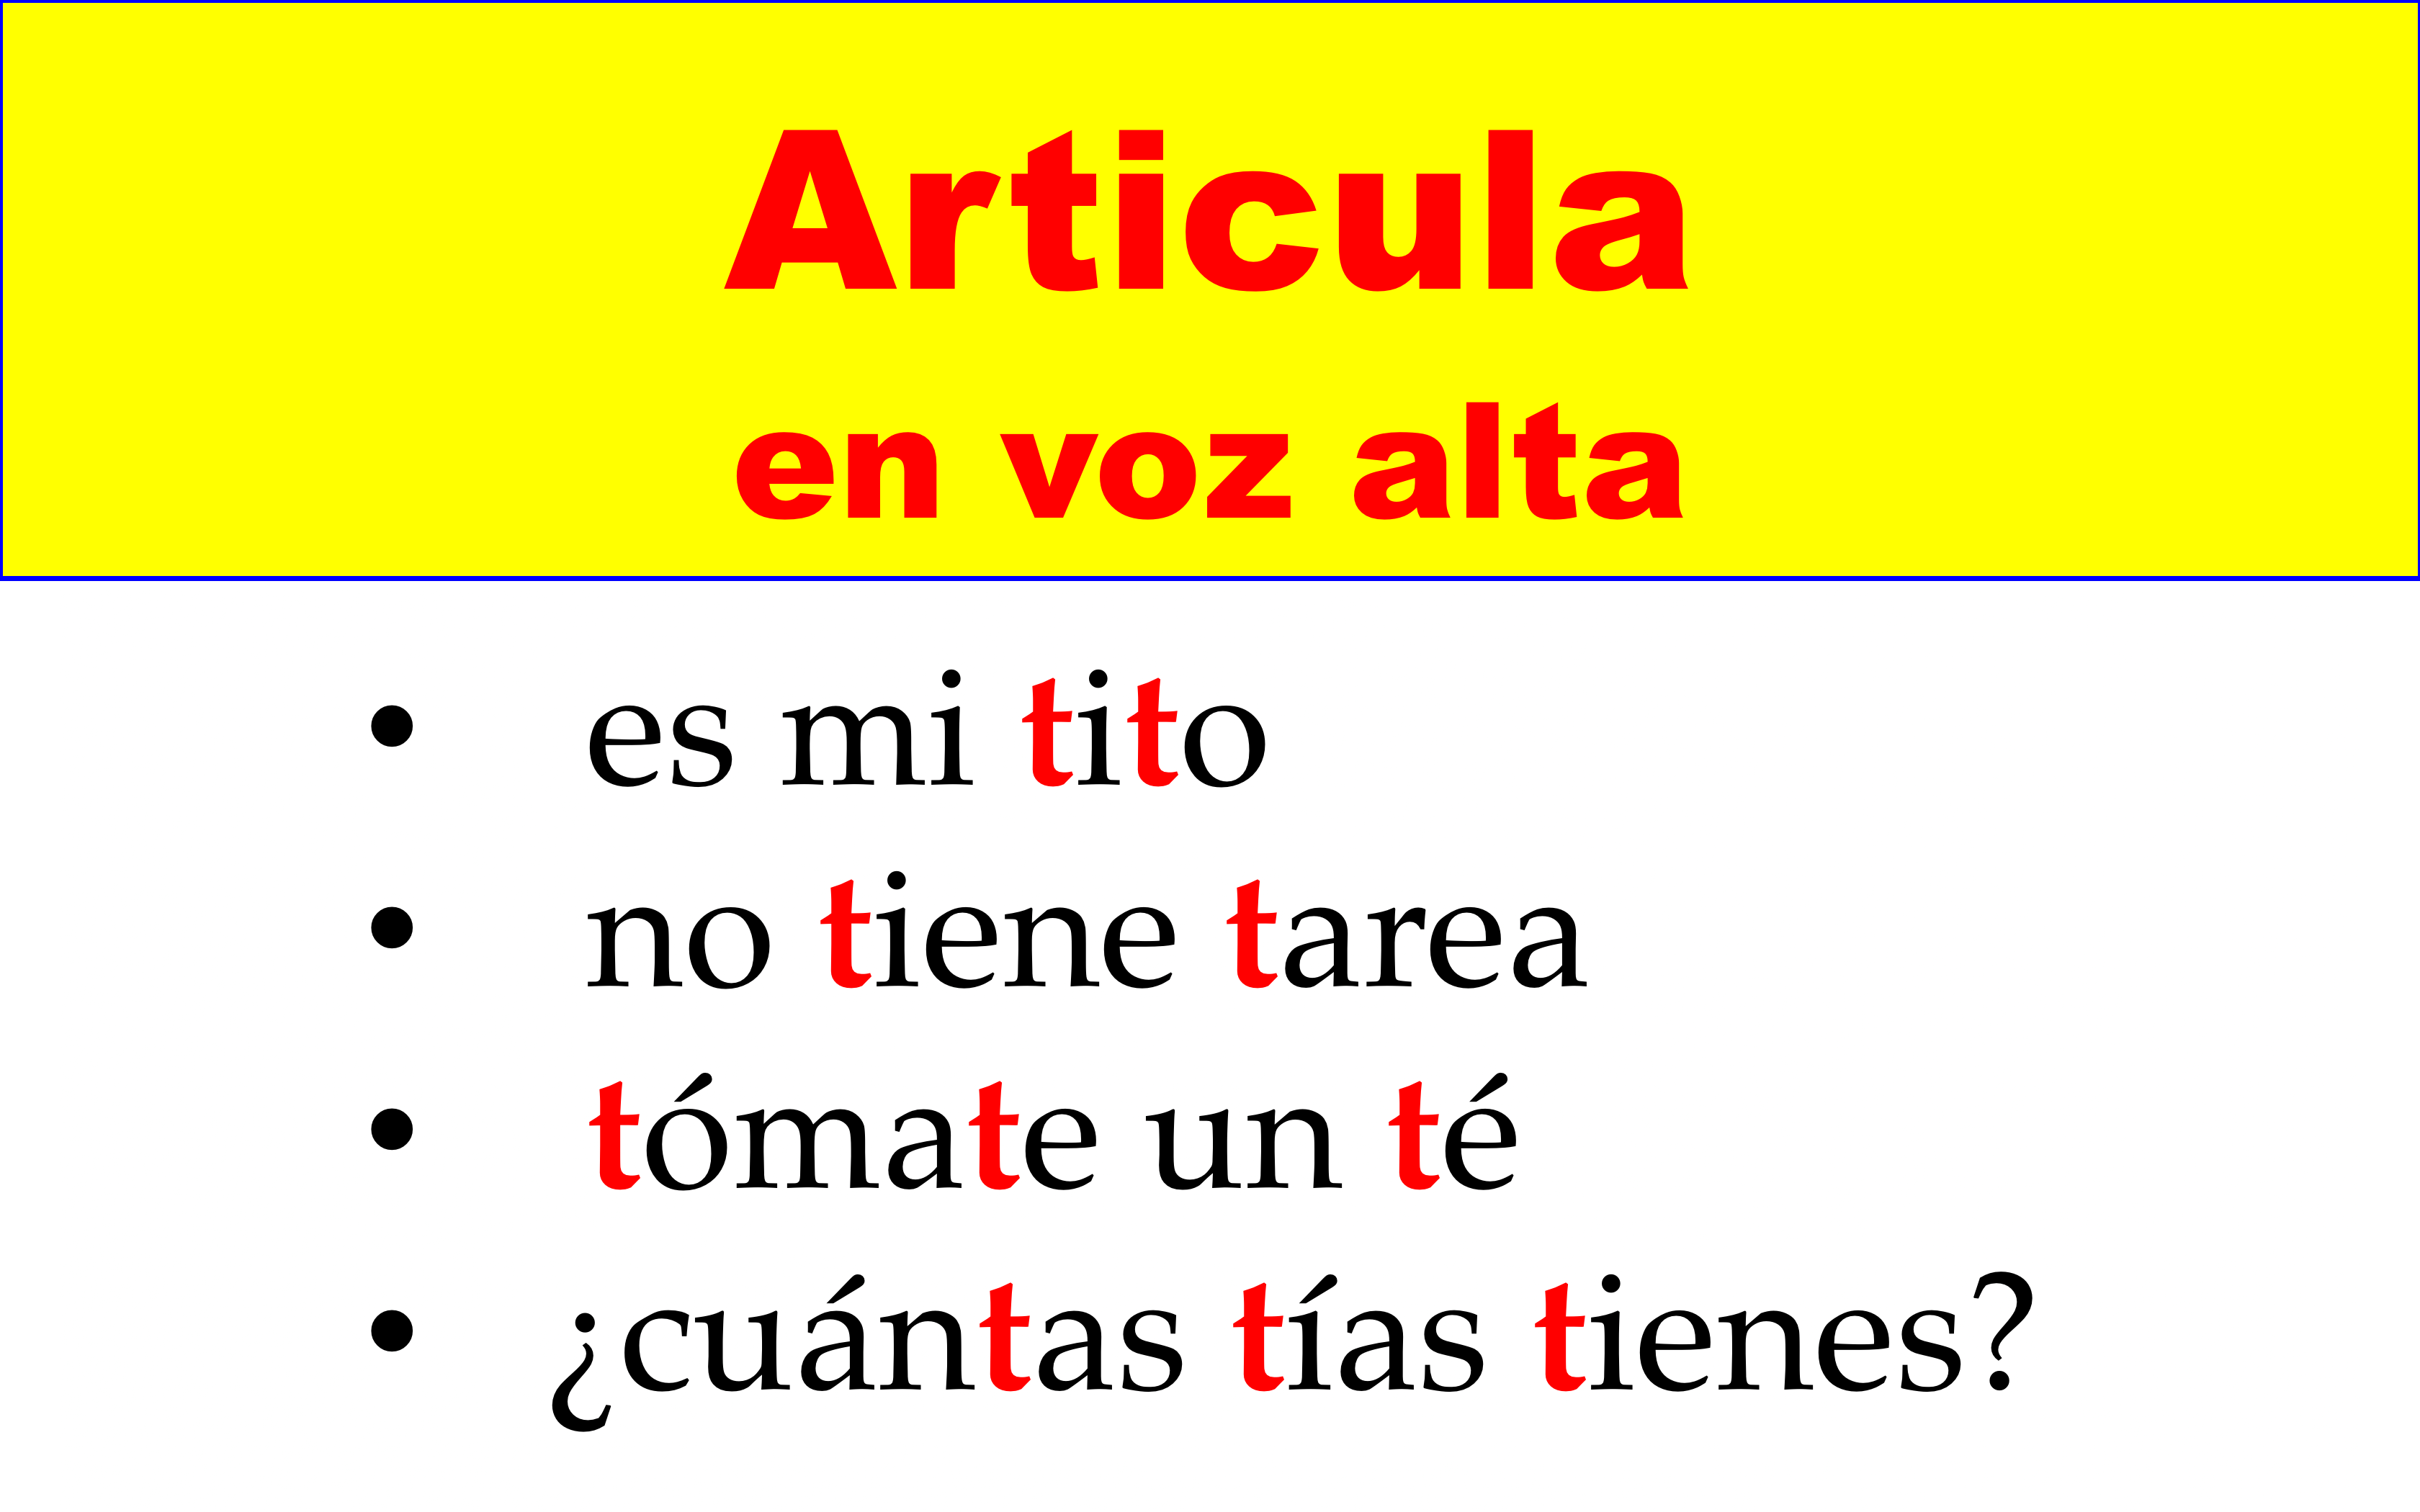 Articula
en voz alta
• es mi tito
• no tiene tarea
• tómate un té
• ¿cuántas tías tienes?